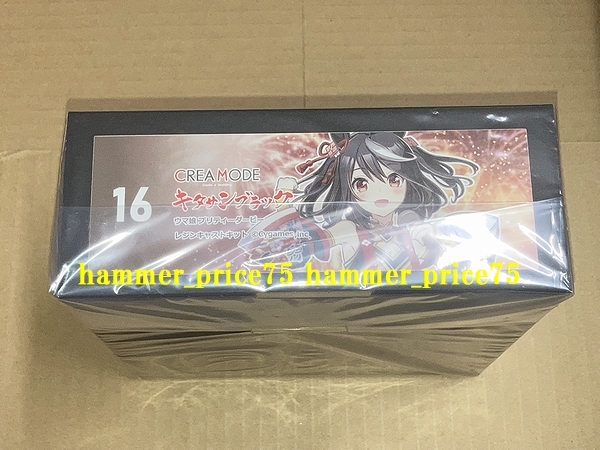 CREA MODE
16
キタサンブラック
ウマ娘 プリティーダービー
レジンキャストキット ©Cygames, Inc.
hammer_price75 hammer_price75